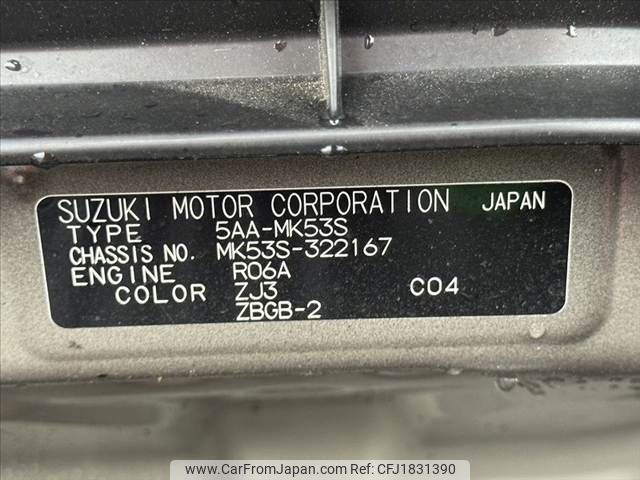 SUZUKI MOTOR CORPORATION JAPAN
TYPE 5AA-MK53S
CHASSIS NO. MK53S-322167
ENGINE R06A
COLOR ZJ3 C04
ZBGB-2
www.CarFromJapan.com | Ref. No: CFJ1831390